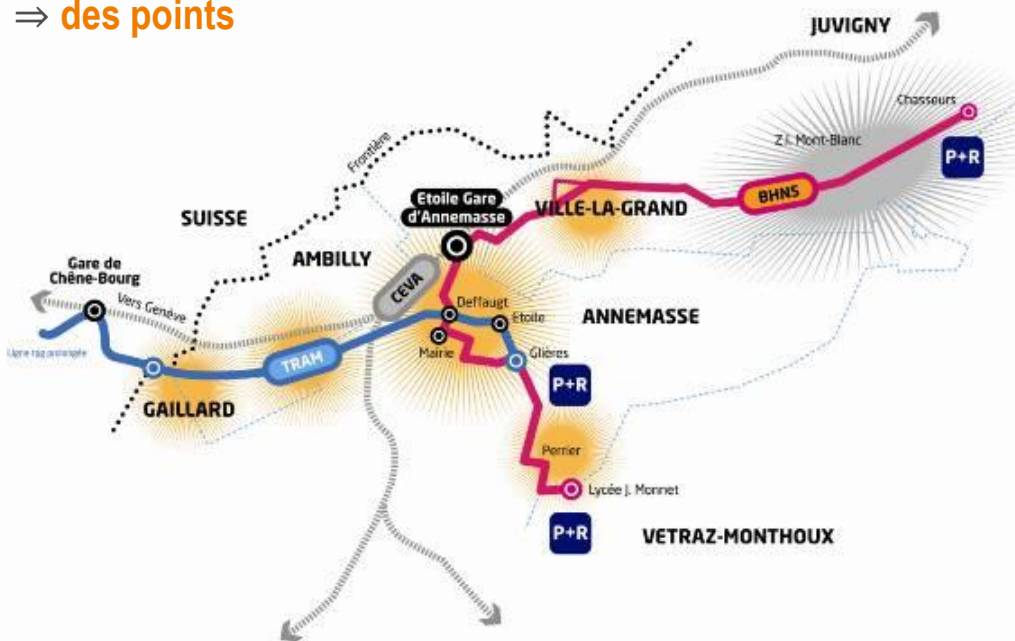 ⇒ des points
JUVIGNY
Chasseurs
Z.I. Mont-Blanc
P+R
Frontière
BHNS
Etoile Gare
d'Annemasse
VILLE-LA-GRAND
SUISSE
AMBILLY
Gare de
Chêne-Bourg
CEVA
Vers Genève
Deffaugt
Etoile
ANNEMASSE
Mairie
Glières
TRAM
P+R
GAILLARD
Perrier
Lycée J. Monnet
P+R
VETRAZ-MONTHOUX